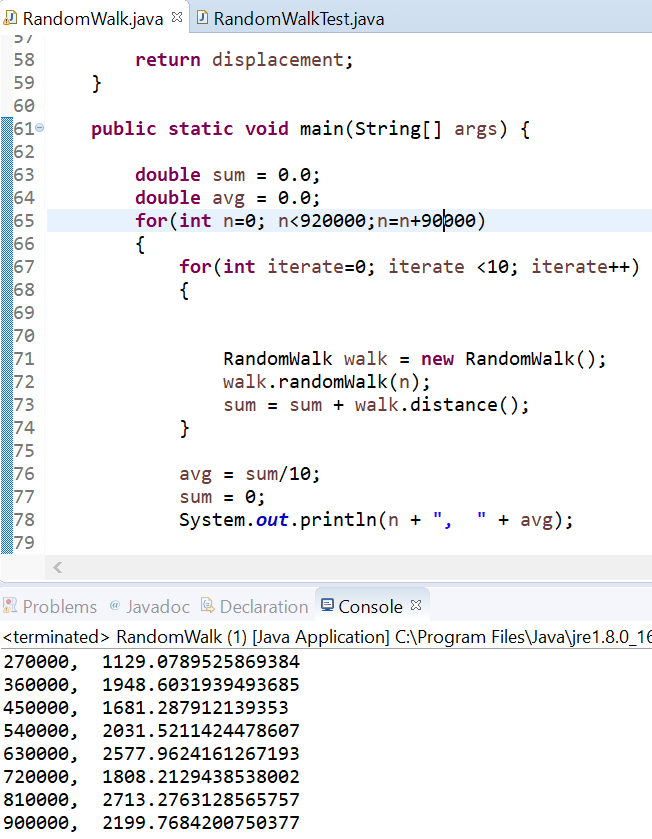 RandomWalk.java RandomWalkTest.java
57
58 return displacement;
59 }
60
61 public static void main(String[] args) {
62
63 double sum = 0.0;
64 double avg = 0.0;
65 for(int n=0; n<920000;n=n+90000)
66 {
67 for(int iterate=0; iterate <10; iterate++)
68 {
69
70
71 RandomWalk walk = new RandomWalk();
72 walk.randomWalk(n);
73 sum = sum + walk.distance();
74 }
75
76 avg = sum/10;
77 sum = 0;
78 System.out.println(n + ",  " + avg);
79
Problems @ Javadoc Declaration Console
<terminated> RandomWalk (1) [Java Application] C:\Program Files\Java\jre1.8.0_16
270000,  1129.0789525869384
360000,  1948.6031939493685
450000,  1681.287912139353
540000,  2031.5211424478607
630000,  2577.9624161267193
720000,  1808.2129438538002
810000,  2713.2763128565757
900000,  2199.7684200750377